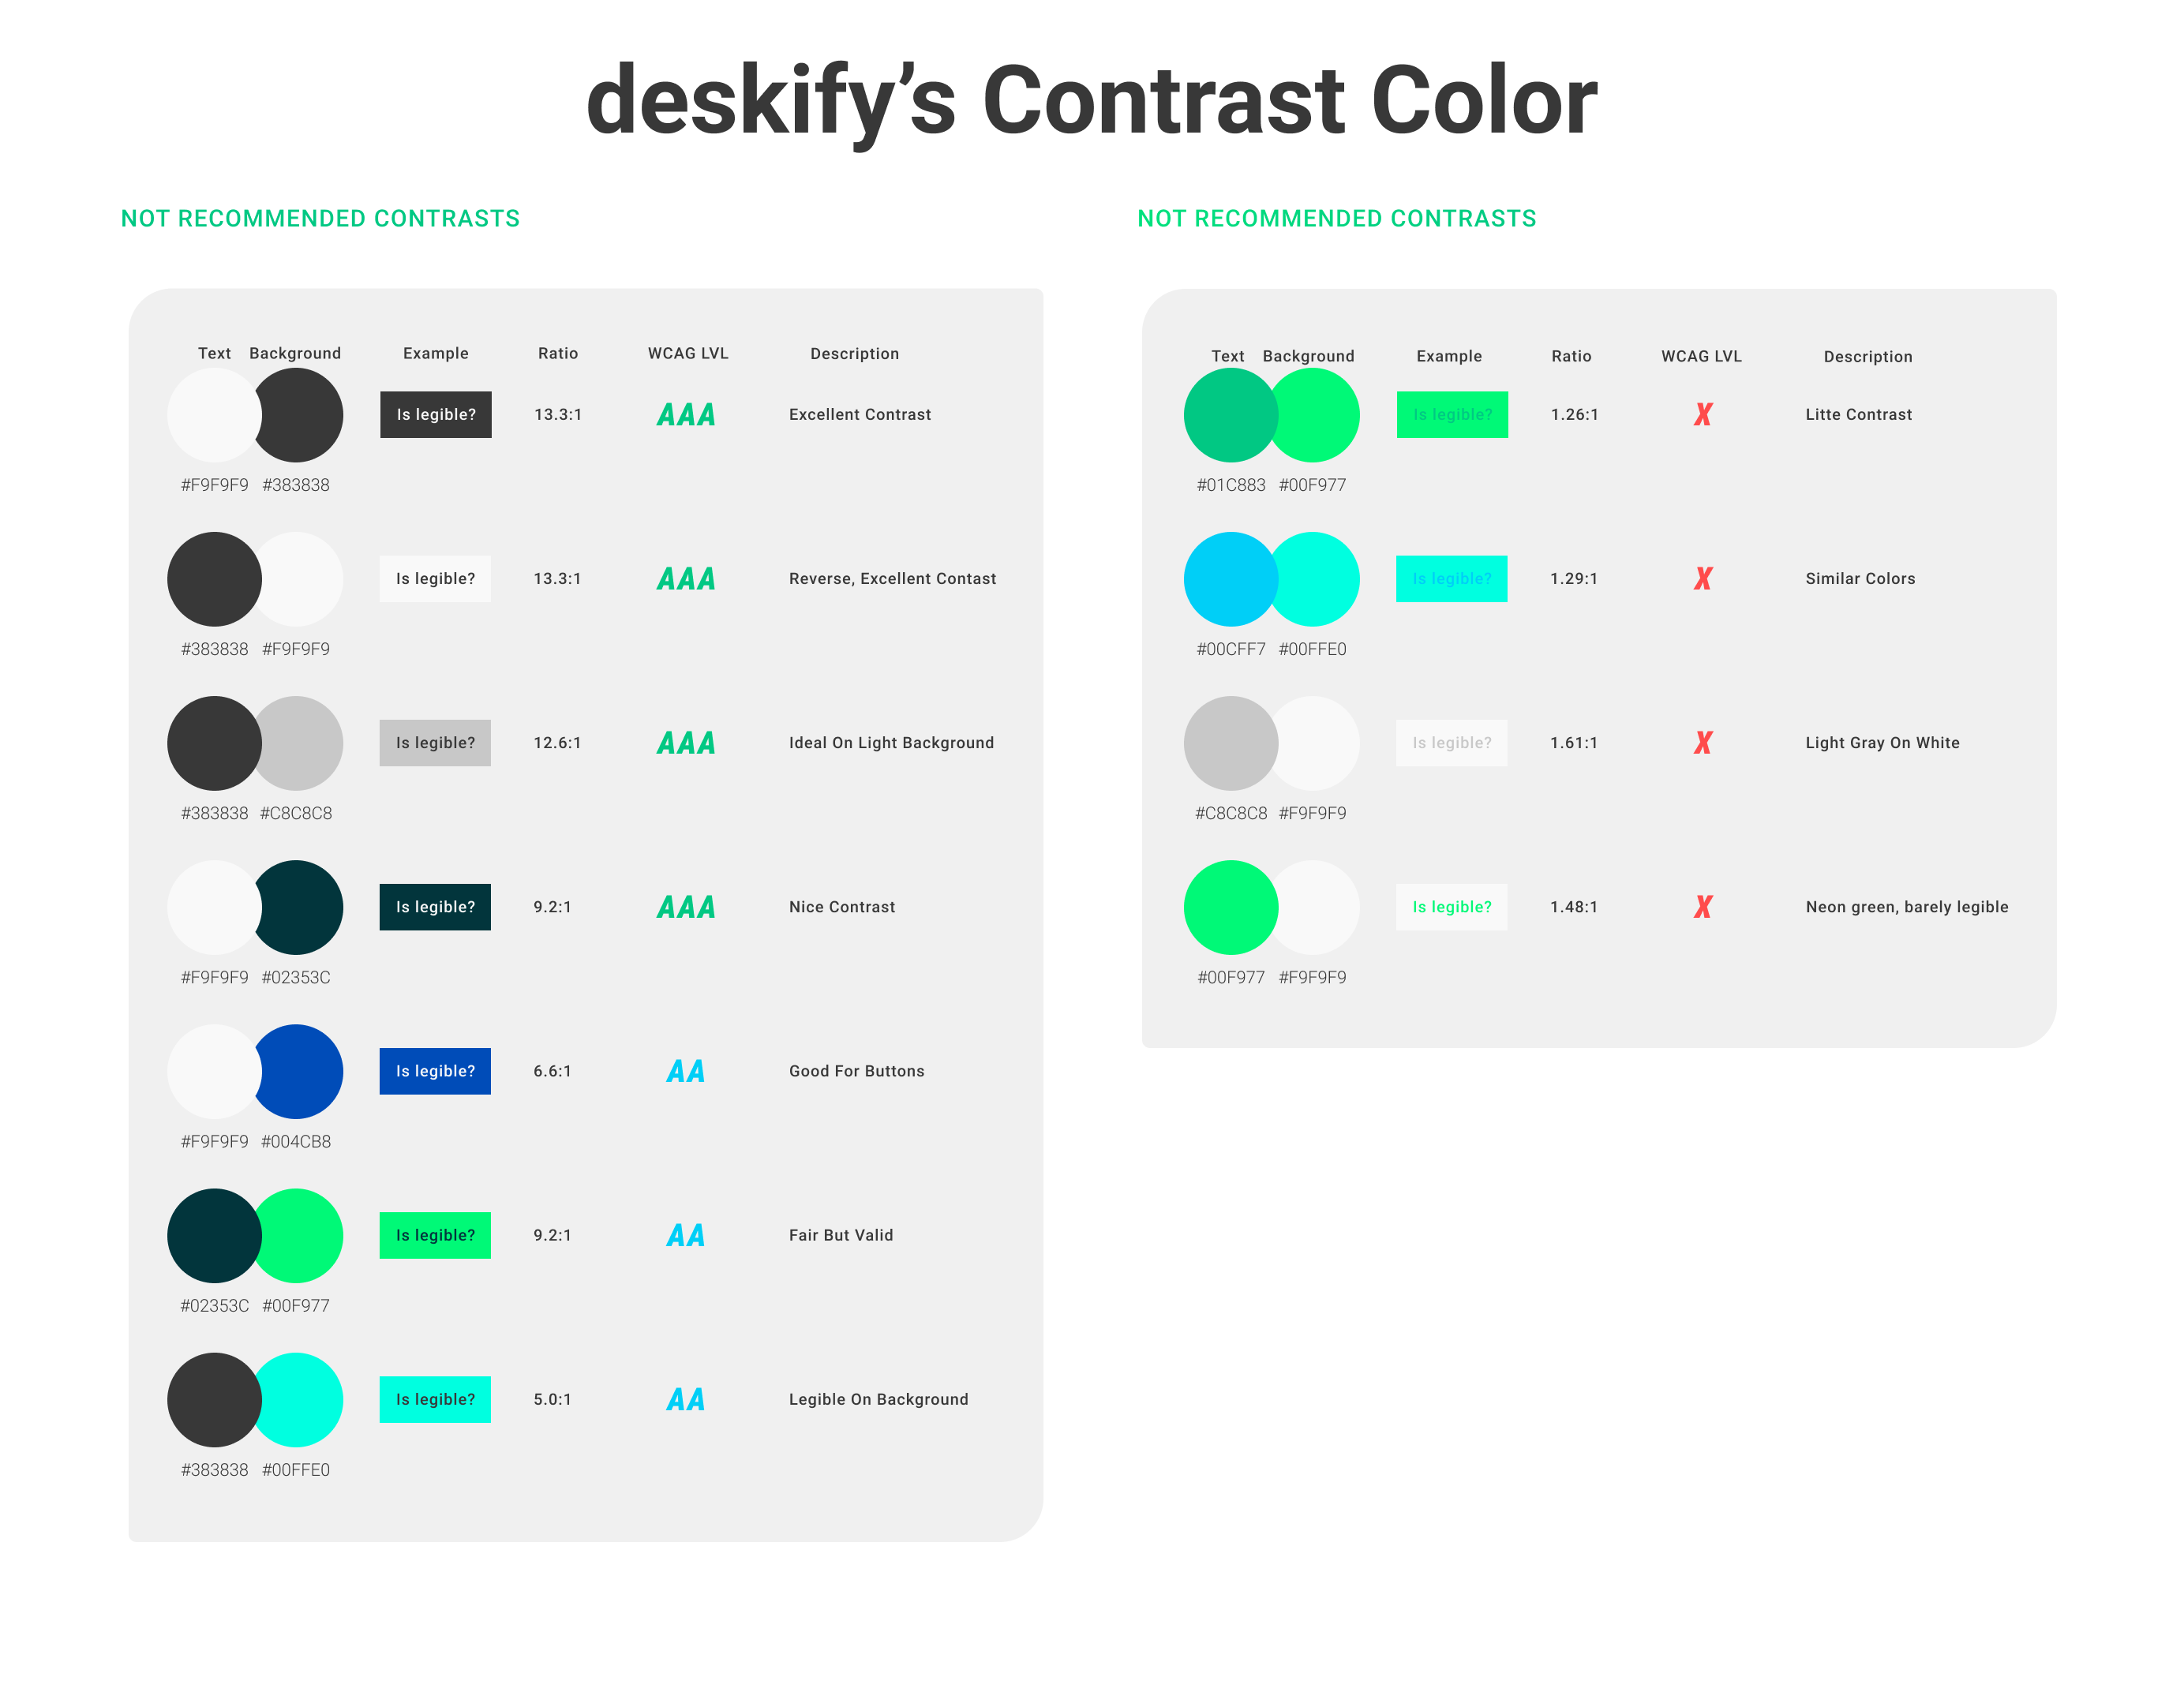 deskify’s Contrast Color
NOT RECOMMENDED CONTRASTS
Text Background Example Ratio WCAG LVL Description
Is legible? 13.3:1 AAA Excellent Contrast
#F9F9F9 #383838
Is legible? 13.3:1 AAA Reverse, Excellent Contast
#383838 #F9F9F9
Is legible? 12.6:1 AAA Ideal On Light Background
#383838 #C8C8C8
Is legible? 9.2:1 AAA Nice Contrast
#F9F9F9 #02353C
Is legible? 6.6:1 AA Good For Buttons
#F9F9F9 #004CB8
Is legible? 9.2:1 AA Fair But Valid
#02353C #00F977
Is legible? 5.0:1 AA Legible On Background
#383838 #00FFE0
NOT RECOMMENDED CONTRASTS
Text Background Example Ratio WCAG LVL Description
Is legible? 1.26:1 X Litte Contrast
#01C883 #00F977
Is legible? 1.29:1 X Similar Colors
#00CFF7 #00FFE0
Is legible? 1.61:1 X Light Gray On White
#C8C8C8 #F9F9F9
Is legible? 1.48:1 X Neon green, barely legible
#00F977 #F9F9F9